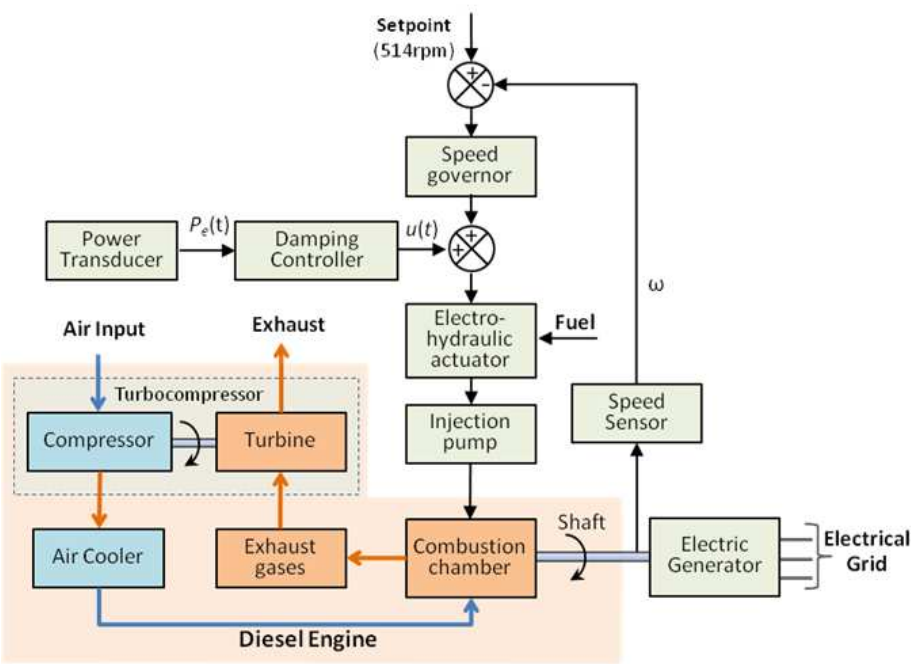 Setpoint
(514rpm)
+
-
Speed
governor
Pe(t)
u(t)
+
+
Power
Transducer
Damping
Controller
ω
Electro-
hydraulic
actuator
Fuel
Air Input
Exhaust
Turbocompressor
Speed
Sensor
Injection
pump
Compressor
Turbine
Shaft
Air Cooler
Exhaust
gases
Combustion
chamber
Electric
Generator
Electrical
Grid
Diesel Engine